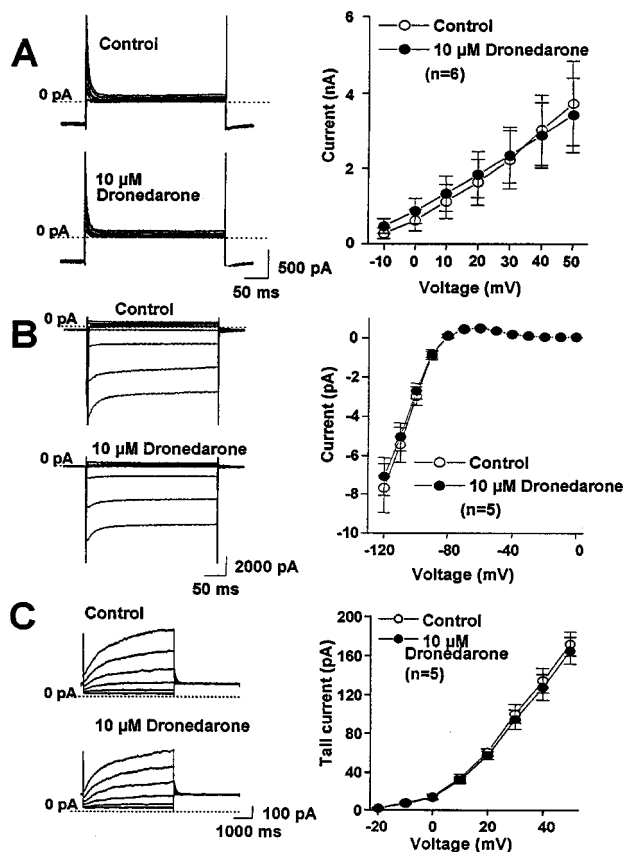 A
Control
0 pA
10 µM
Dronedarone
0 pA
500 pA
50 ms
Control
10 µM Dronedarone
(n=6)
Current (nA)
6
4
2
0
-10 0 10 20 30 40 50
Voltage (mV)
B
Control
0 pA
10 µM Dronedarone
0 pA
2000 pA
50 ms
Current (pA)
0
-2
-4
-6
-8
-10
Control
10 µM Dronedarone
(n=5)
-120 -80 -40 0
Voltage (mV)
C
Control
0 pA
10 µM Dronedarone
0 pA
100 pA
1000 ms
Control
10 µM
Dronedarone
(n=5)
Tail current (pA)
200
160
120
80
40
0
-20 0 20 40
Voltage (mV)